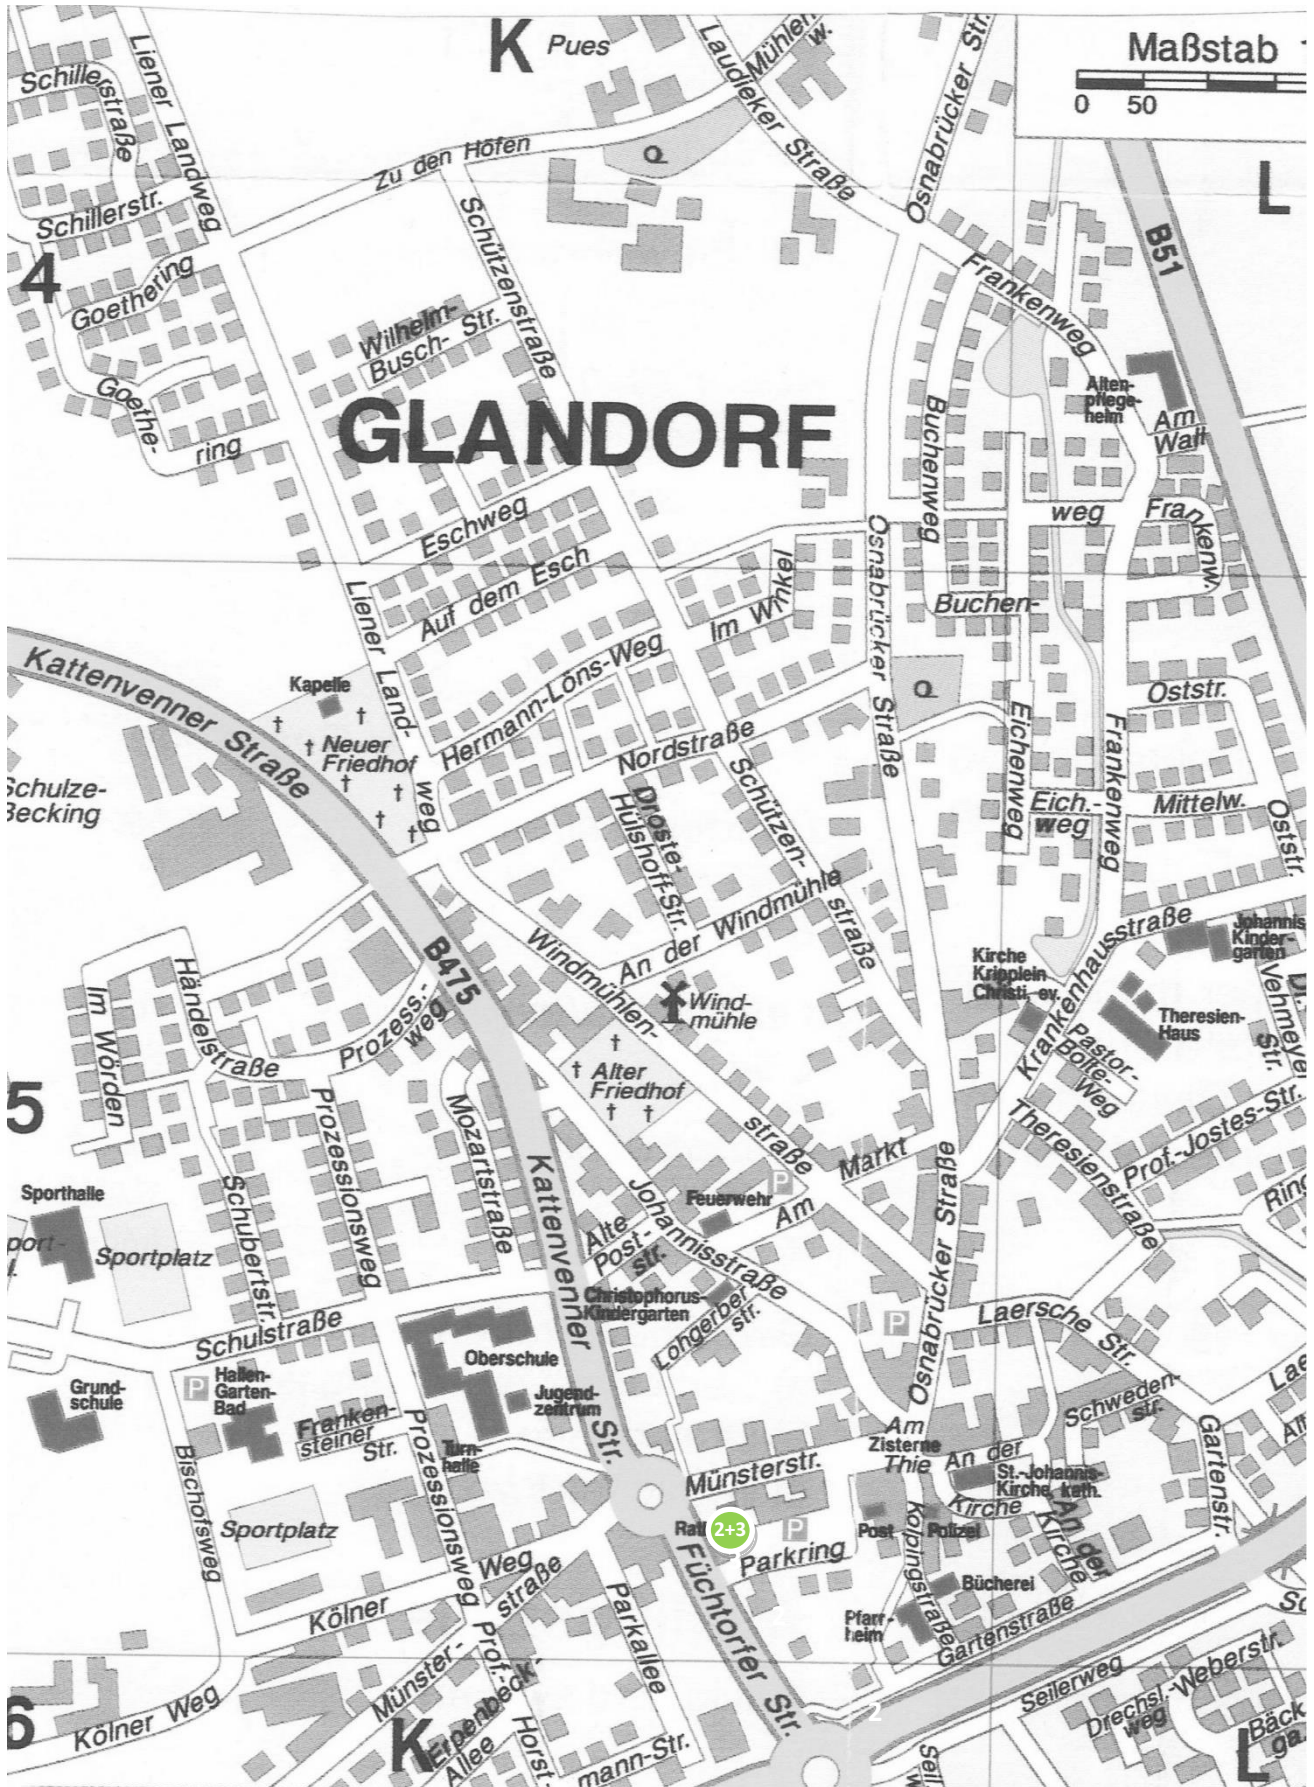 K
Pues
Laudieker Straße
Mühlen
w.
Osnabrücker Str.
Maßstab
0 50
L
Liener Landweg
Schillerstraße
Schillerstr.
Zu den Höfen
Q
Schützenstraße
Osnabrücker
B51
4
Goethering
Goethe-
ring
Wilhelm-
Busch- Str.
Frankenweg
GLANDORF
Buchenweg
Alten-
pflege-
heim
Am
Wall
Eschweg
Auf dem Esch
Osnabrücker Straße
weg
Frankenw.
Liener Land-
weg
Im Winkel
Buchen-
Kattenvenner Straße
Kapelle
Neuer
Friedhof
Hermann-Löns-Weg
Nordstraße
Q
Oststr.
Eichenweg
Frankenweg
Schulze-
Becking
Droste-
Hülshoff-Str.
Schützen-
straße
Eich.-
weg
Mittelw.
Oststr.
An der Windmühle
B475
Windmühlen-
straße
Wind-
mühle
Kirche
Kripplein
Christi, ev.
Krankenhausstraße
Johannis
Kinder-
garten
Vehmeyer
Str.
Theresien-
Haus
Pastor-
Bolte-
Weg
Im Wörden
Händelstraße
Prozess.-
weg
Alter
Friedhof
5
Mozartstraße
Prozessionsweg
Theresienstraße
Prof.-Jostes-Str.
Ring
Kattenvenner
Str.
Markt
Am
P
Feuerwehr
Johannisstraße
Osnabrücker Straße
Sporthalle
port-
Sportplatz
Schubertstr.
Alte
Post-
str.
Christophorus-
Kindergarten
Lohgerber
str.
P
Laersche Str.
Schulstraße
Oberschule
Jugend-
zentrum
Grund-
schule
P
Hallen-
Garten-
Bad
Franken-
steiner
Str.
Turn-
halle
Prozessionsweg
Schweden-
str.
Lae
Gartenstr.
Am
Zisterne
Thie
An der
Kirche
St.-Johannis-
Kirche, kath.
An der
Kirche
Münsterstr.
Bischofsweg
Sportplatz
Rat
2+3
P
Parkring
Post
Polizei
Kolpingstraße
Bücherei
Pfarr-
heim
Gartenstraße
Kölner
Weg
Münster-
straße
Füchtorfer Str.
Parkallee
6
Kölner Weg
K
Prof.-
Erpenbeck-
Allee
Horst-
mann-Str.
2
Seilerweg
Drechsl.-
weg
Weberstr.
Bäck
ga.
L
Seil.
w